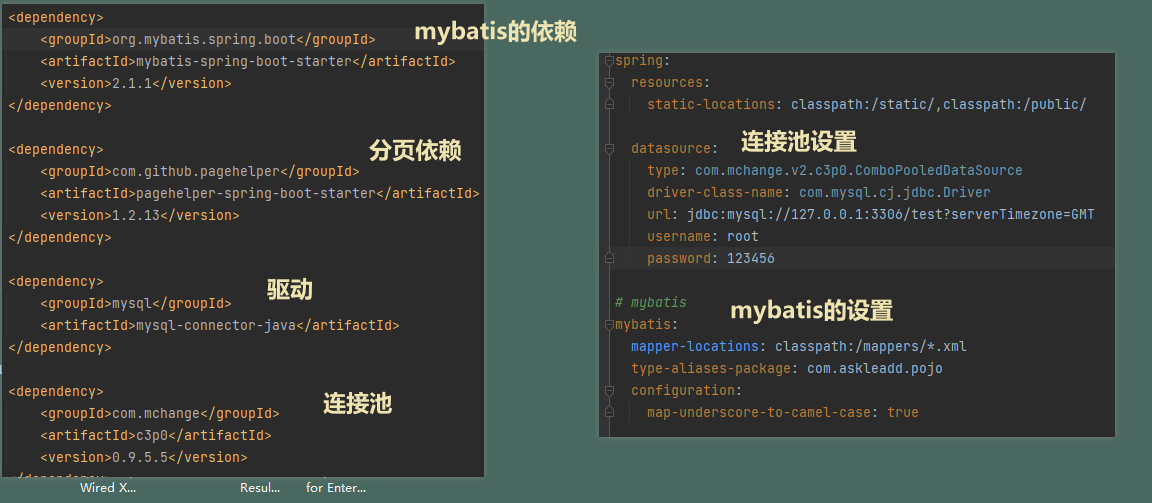 <dependency>
<groupId>org.mybatis.spring.boot</groupId>
<artifactId>mybatis-spring-boot-starter</artifactId>
<version>2.1.1</version>
</dependency>
mybatis的依赖
<dependency>
<groupId>com.github.pagehelper</groupId>
<artifactId>pagehelper-spring-boot-starter</artifactId>
<version>1.2.13</version>
</dependency>
分页依赖
<dependency>
<groupId>mysql</groupId>
<artifactId>mysql-connector-java</artifactId>
</dependency>
驱动
<dependency>
<groupId>com.mchange</groupId>
<artifactId>c3p0</artifactId>
<version>0.9.5.5</version>
</dependency>
连接池
spring:
resources:
static-locations: classpath:/static/,classpath:/public/
连接池设置
datasource:
type: com.mchange.v2.c3p0.ComboPooledDataSource
driver-class-name: com.mysql.cj.jdbc.Driver
url: jdbc:mysql://127.0.0.1:3306/test?serverTimezone=GMT
username: root
password: 123456
# mybatis
mybatis的设置
mybatis:
mapper-locations: classpath:/mappers/*.xml
type-aliases-package: com.askleadd.pojo
configuration:
map-underscore-to-camel-case: true
Wired X...
Resul...
for Enter...